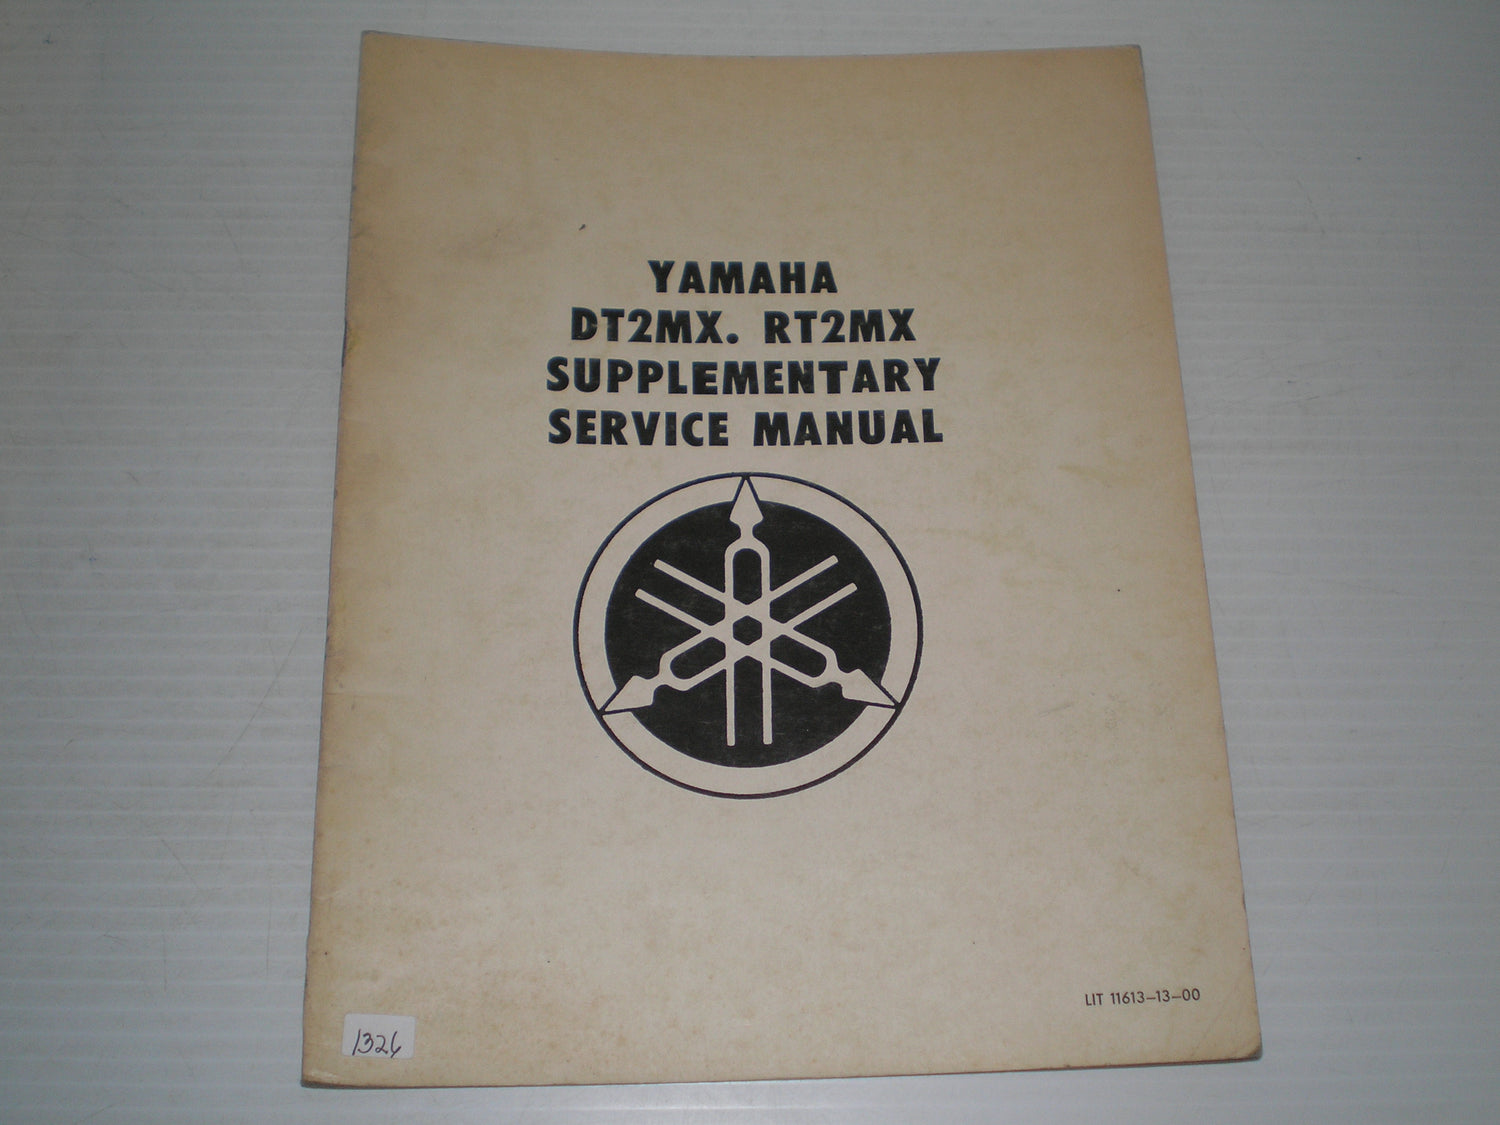 YAMAHA
DT2MX. RT2MX
SUPPLEMENTARY
SERVICE MANUAL
LIT 11613-13-00
1326